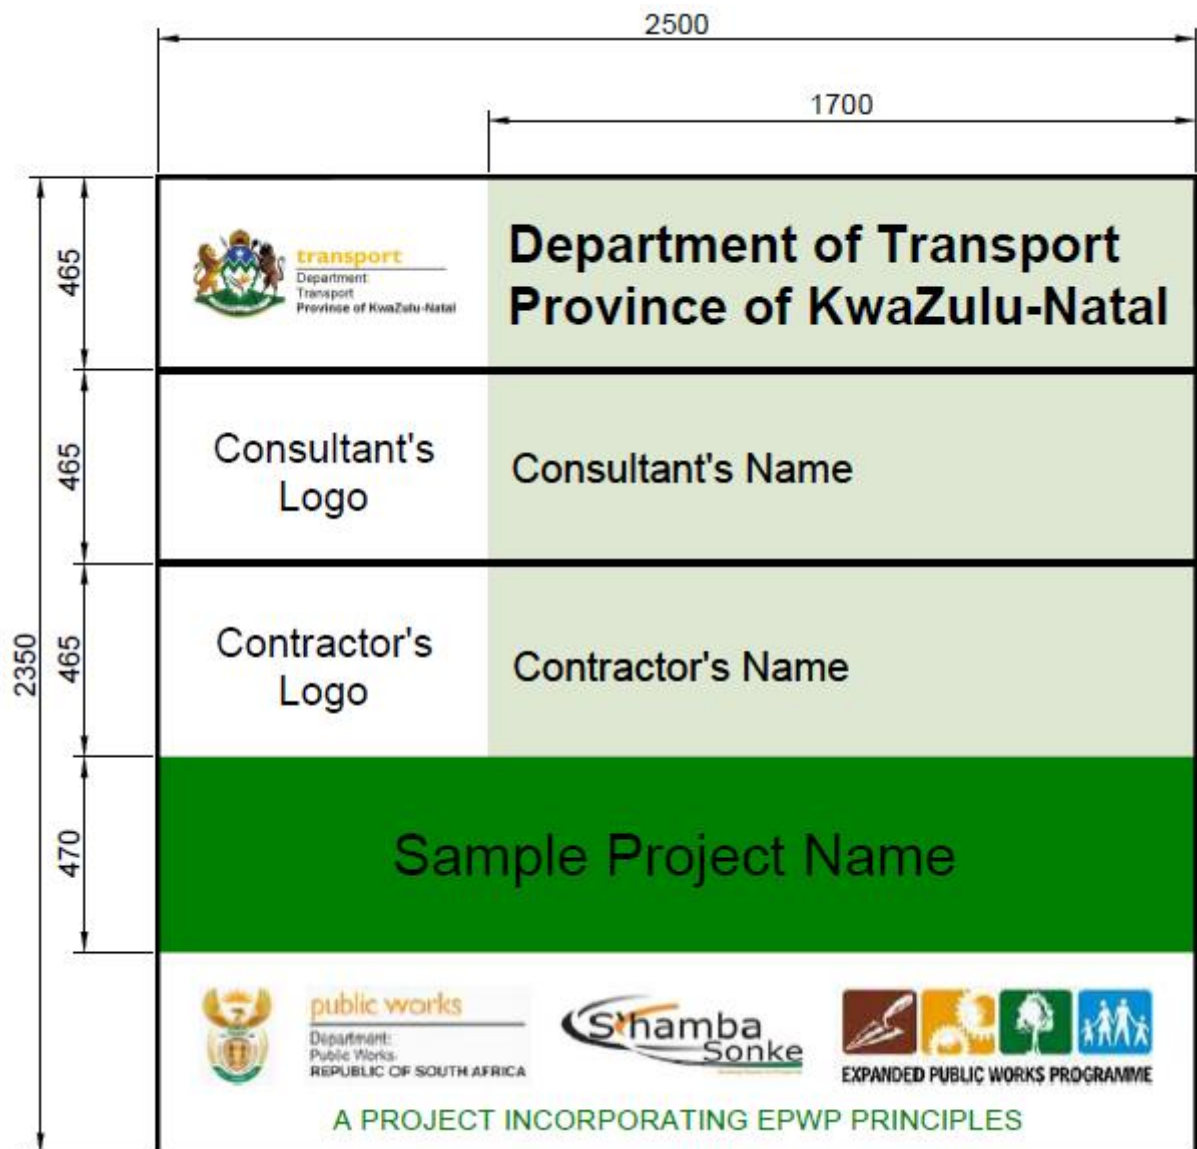 2500
1700
2350
465
transport
Department:
Transport
Province of KwaZulu-Natal
Department of Transport
Province of KwaZulu-Natal
465
Consultant's
Logo
Consultant's Name
465
Contractor's
Logo
Contractor's Name
470
Sample Project Name
public works
Department:
Public Works
REPUBLIC OF SOUTH AFRICA
S'hamba
Sonke
EXPANDED PUBLIC WORKS PROGRAMME
A PROJECT INCORPORATING EPWP PRINCIPLES